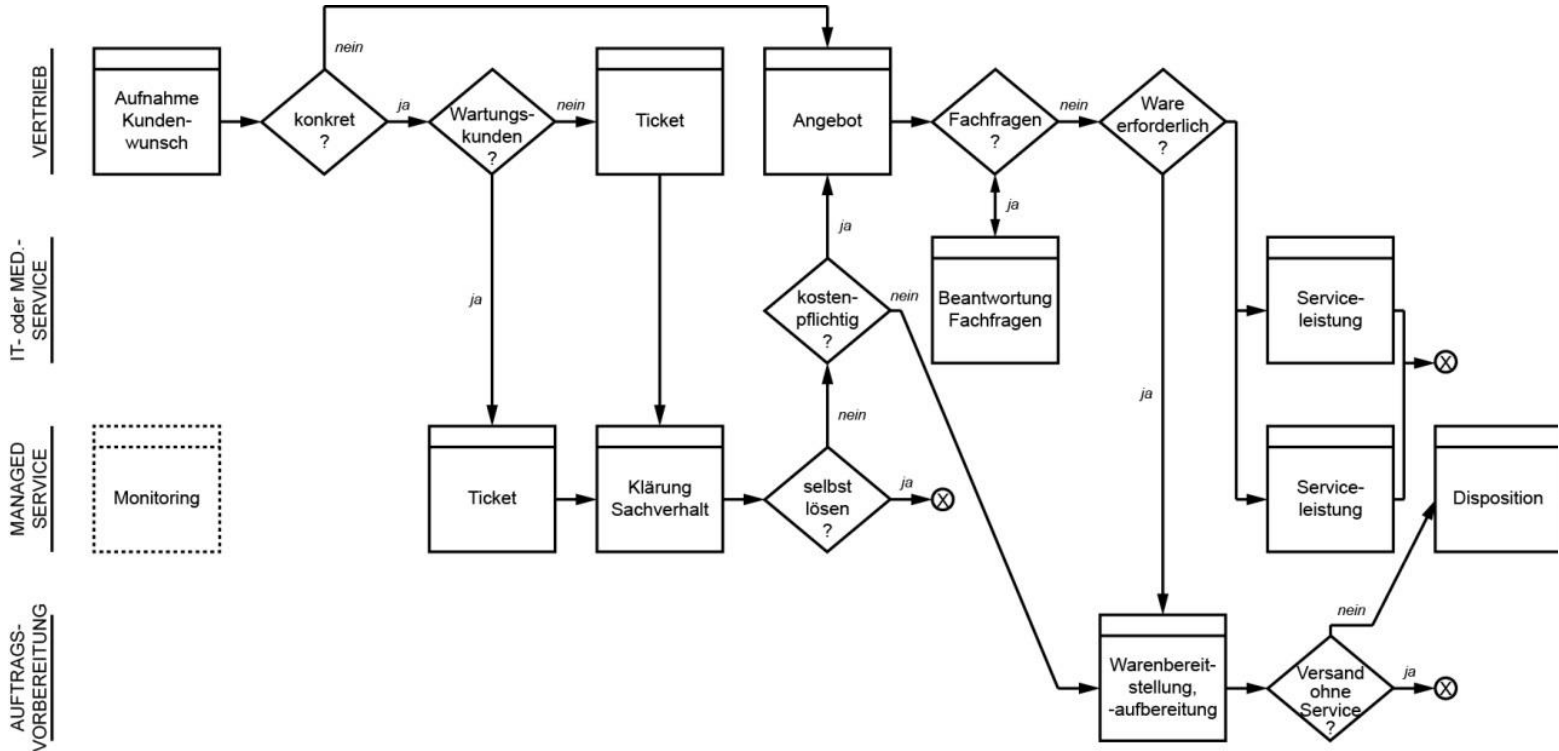 VERTRIEB
Aufnahme
Kunden-
wunsch
nein
konkret
?
ja
Wartungs-
kunden
?
nein
Ticket
Angebot
Fachfragen
?
nein
Ware
erforderlich
?
ja
IT- oder MED.-
SERVICE
ja
ja
kosten-
pflichtig
?
nein
Beantwortung
Fachfragen
ja
Service-
leistung
X
MANAGED
SERVICE
Monitoring
Ticket
Klärung
Sachverhalt
nein
selbst
lösen
?
ja
X
Service-
leistung
Disposition
AUFTRAGS-
VORBEREITUNG
Warenbereit-
stellung,
-aufbereitung
nein
Versand
ohne
Service
?
ja
X